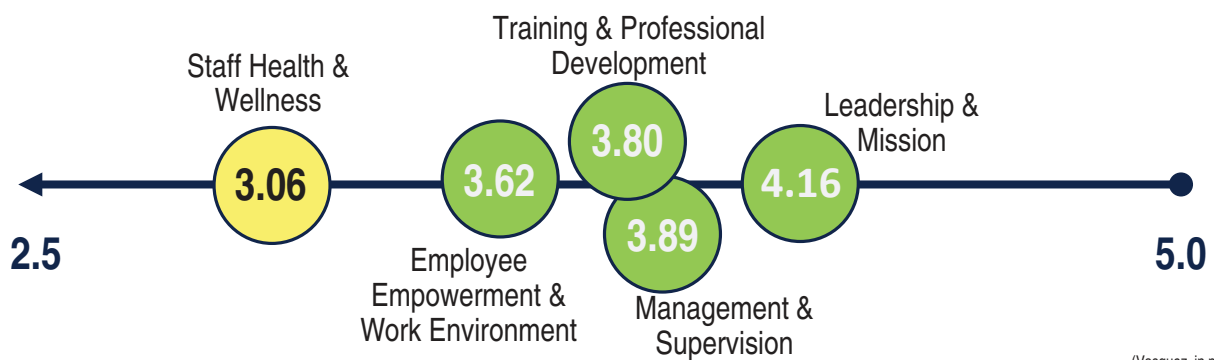 Training & Professional
Development
Staff Health &
Wellness
Leadership &
Mission
3.06
3.62
3.80
3.89
4.16
2.5
5.0
Employee
Empowerment &
Work Environment
Management &
Supervision